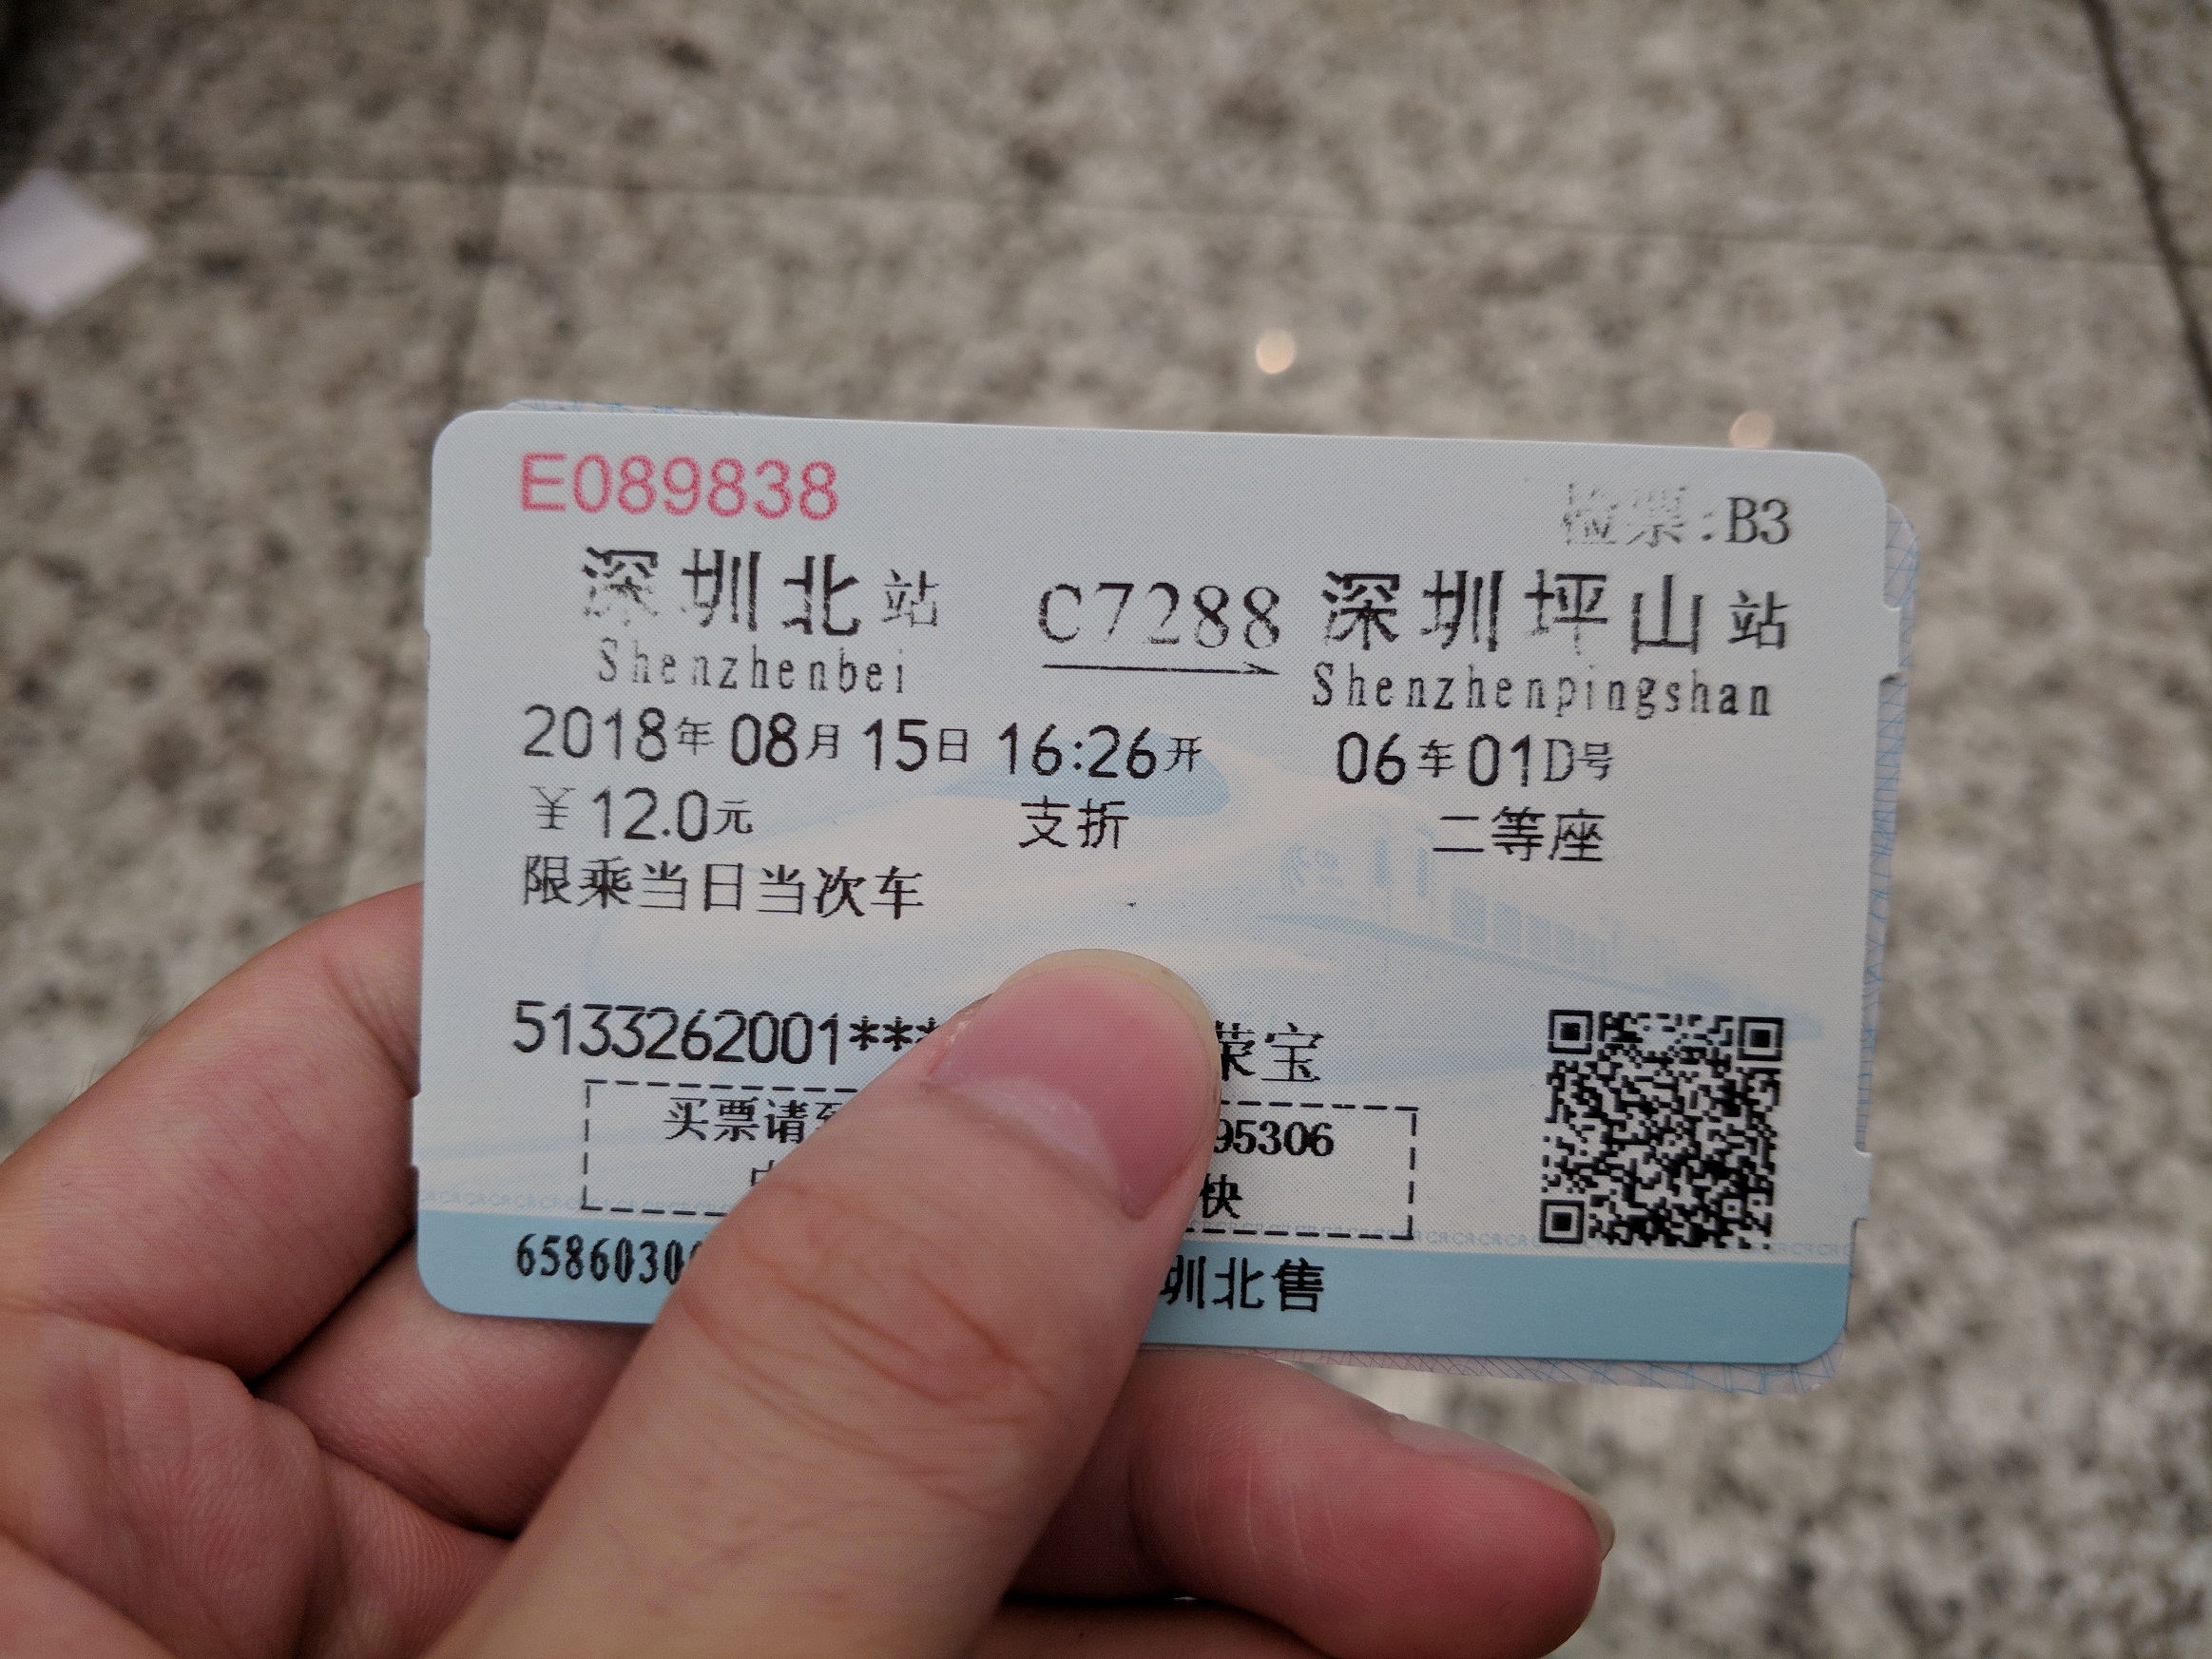 E089838
检票:B3
深圳北站 C7288 深圳坪山站
Shenzhenbei Shenzhenpingshan
2018年08月15日 16:26开 06车01D号
¥12.0元 支折 二等座
限乘当日当次车
5133262001*** 荣宝
买票请 95306
快
6586030 圳北售